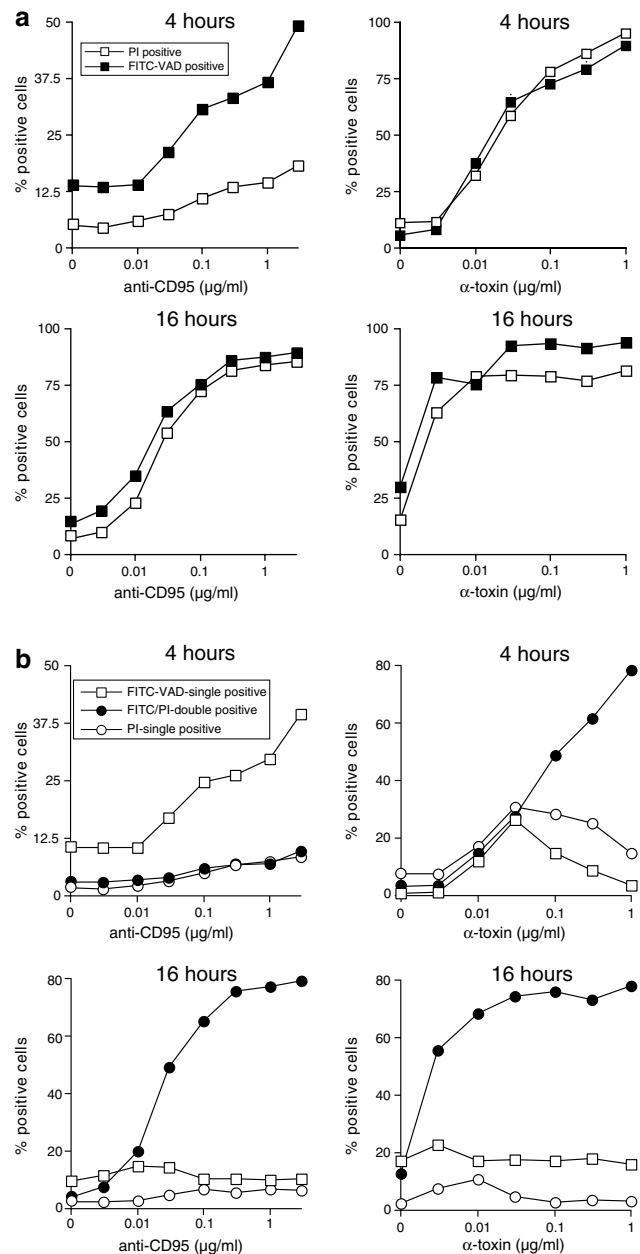 a
4 hours
4 hours
50
37.5
25
12.5
0
% positive cells
PI positive
FITC-VAD positive
0 0.01 0.1 1
anti-CD95 (µg/ml)
100
75
50
25
0
% positive cells
0 0.01 0.1 1
α-toxin (µg/ml)
16 hours
16 hours
100
75
50
25
0
% positive cells
0 0.01 0.1 1
anti-CD95 (µg/ml)
100
75
50
25
0
% positive cells
0 0.01 0.1 1
α-toxin (µg/ml)
b
4 hours
4 hours
50
37.5
25
12.5
0
% positive cells
FITC-VAD-single positive
FITC/PI-double positive
PI-single positive
0 0.01 0.1 1
anti-CD95 (µg/ml)
80
60
40
20
0
% positive cells
0 0.01 0.1 1
α-toxin (µg/ml)
16 hours
16 hours
80
60
40
20
0
% positive cells
0 0.01 0.1 1
anti-CD95 (µg/ml)
80
60
40
20
0
% positive cells
0 0.01 0.1 1
α-toxin (µg/ml)